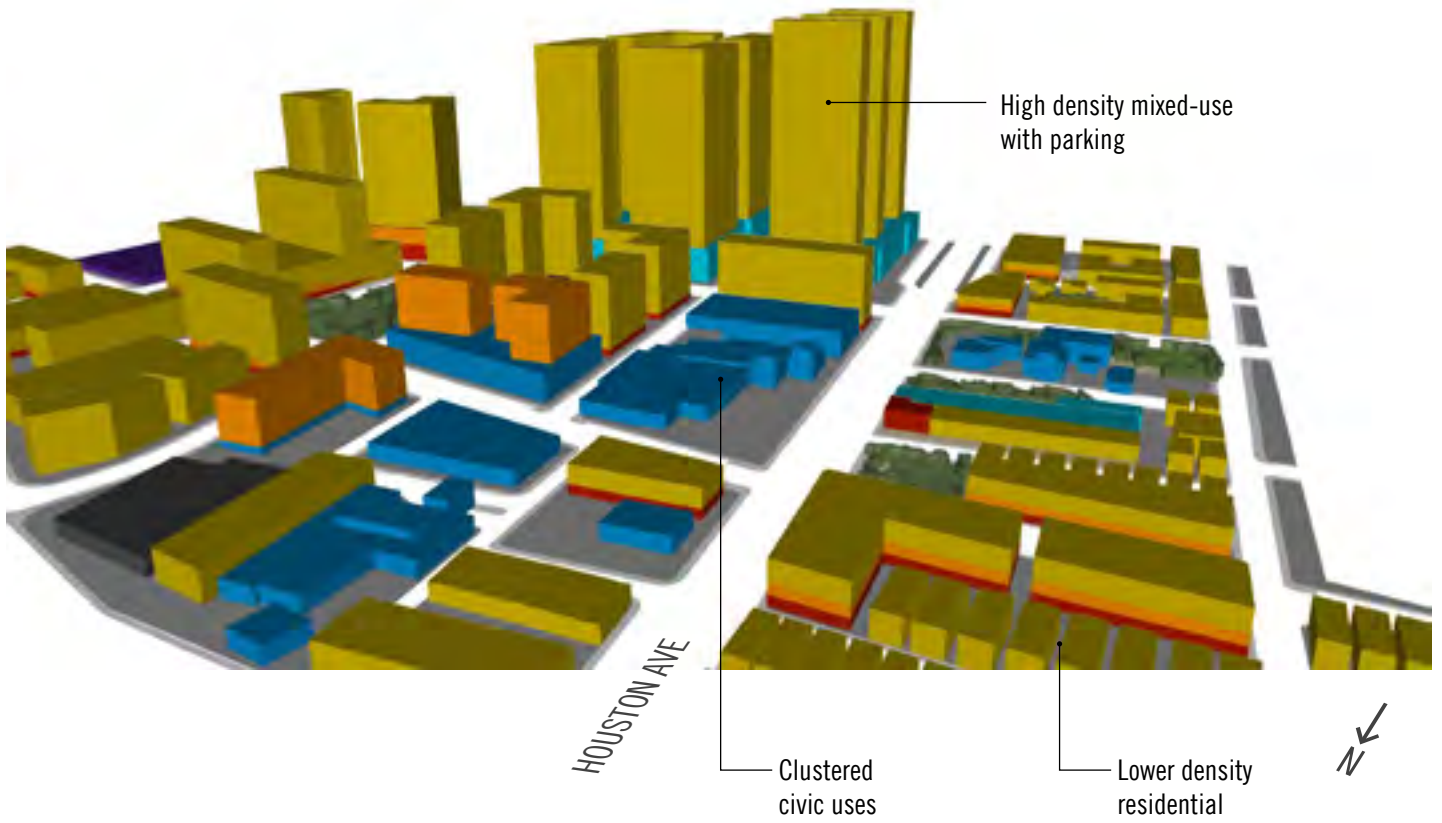 High density mixed-use
with parking
HOUSTON AVE
Clustered
civic uses
Lower density
residential
N